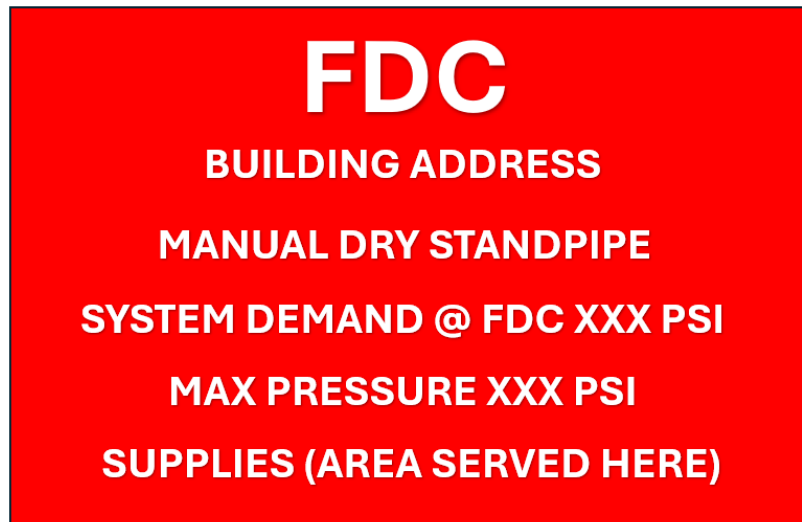 FDC
BUILDING ADDRESS
MANUAL DRY STANDPIPE
SYSTEM DEMAND @ FDC XXX PSI
MAX PRESSURE XXX PSI
SUPPLIES (AREA SERVED HERE)